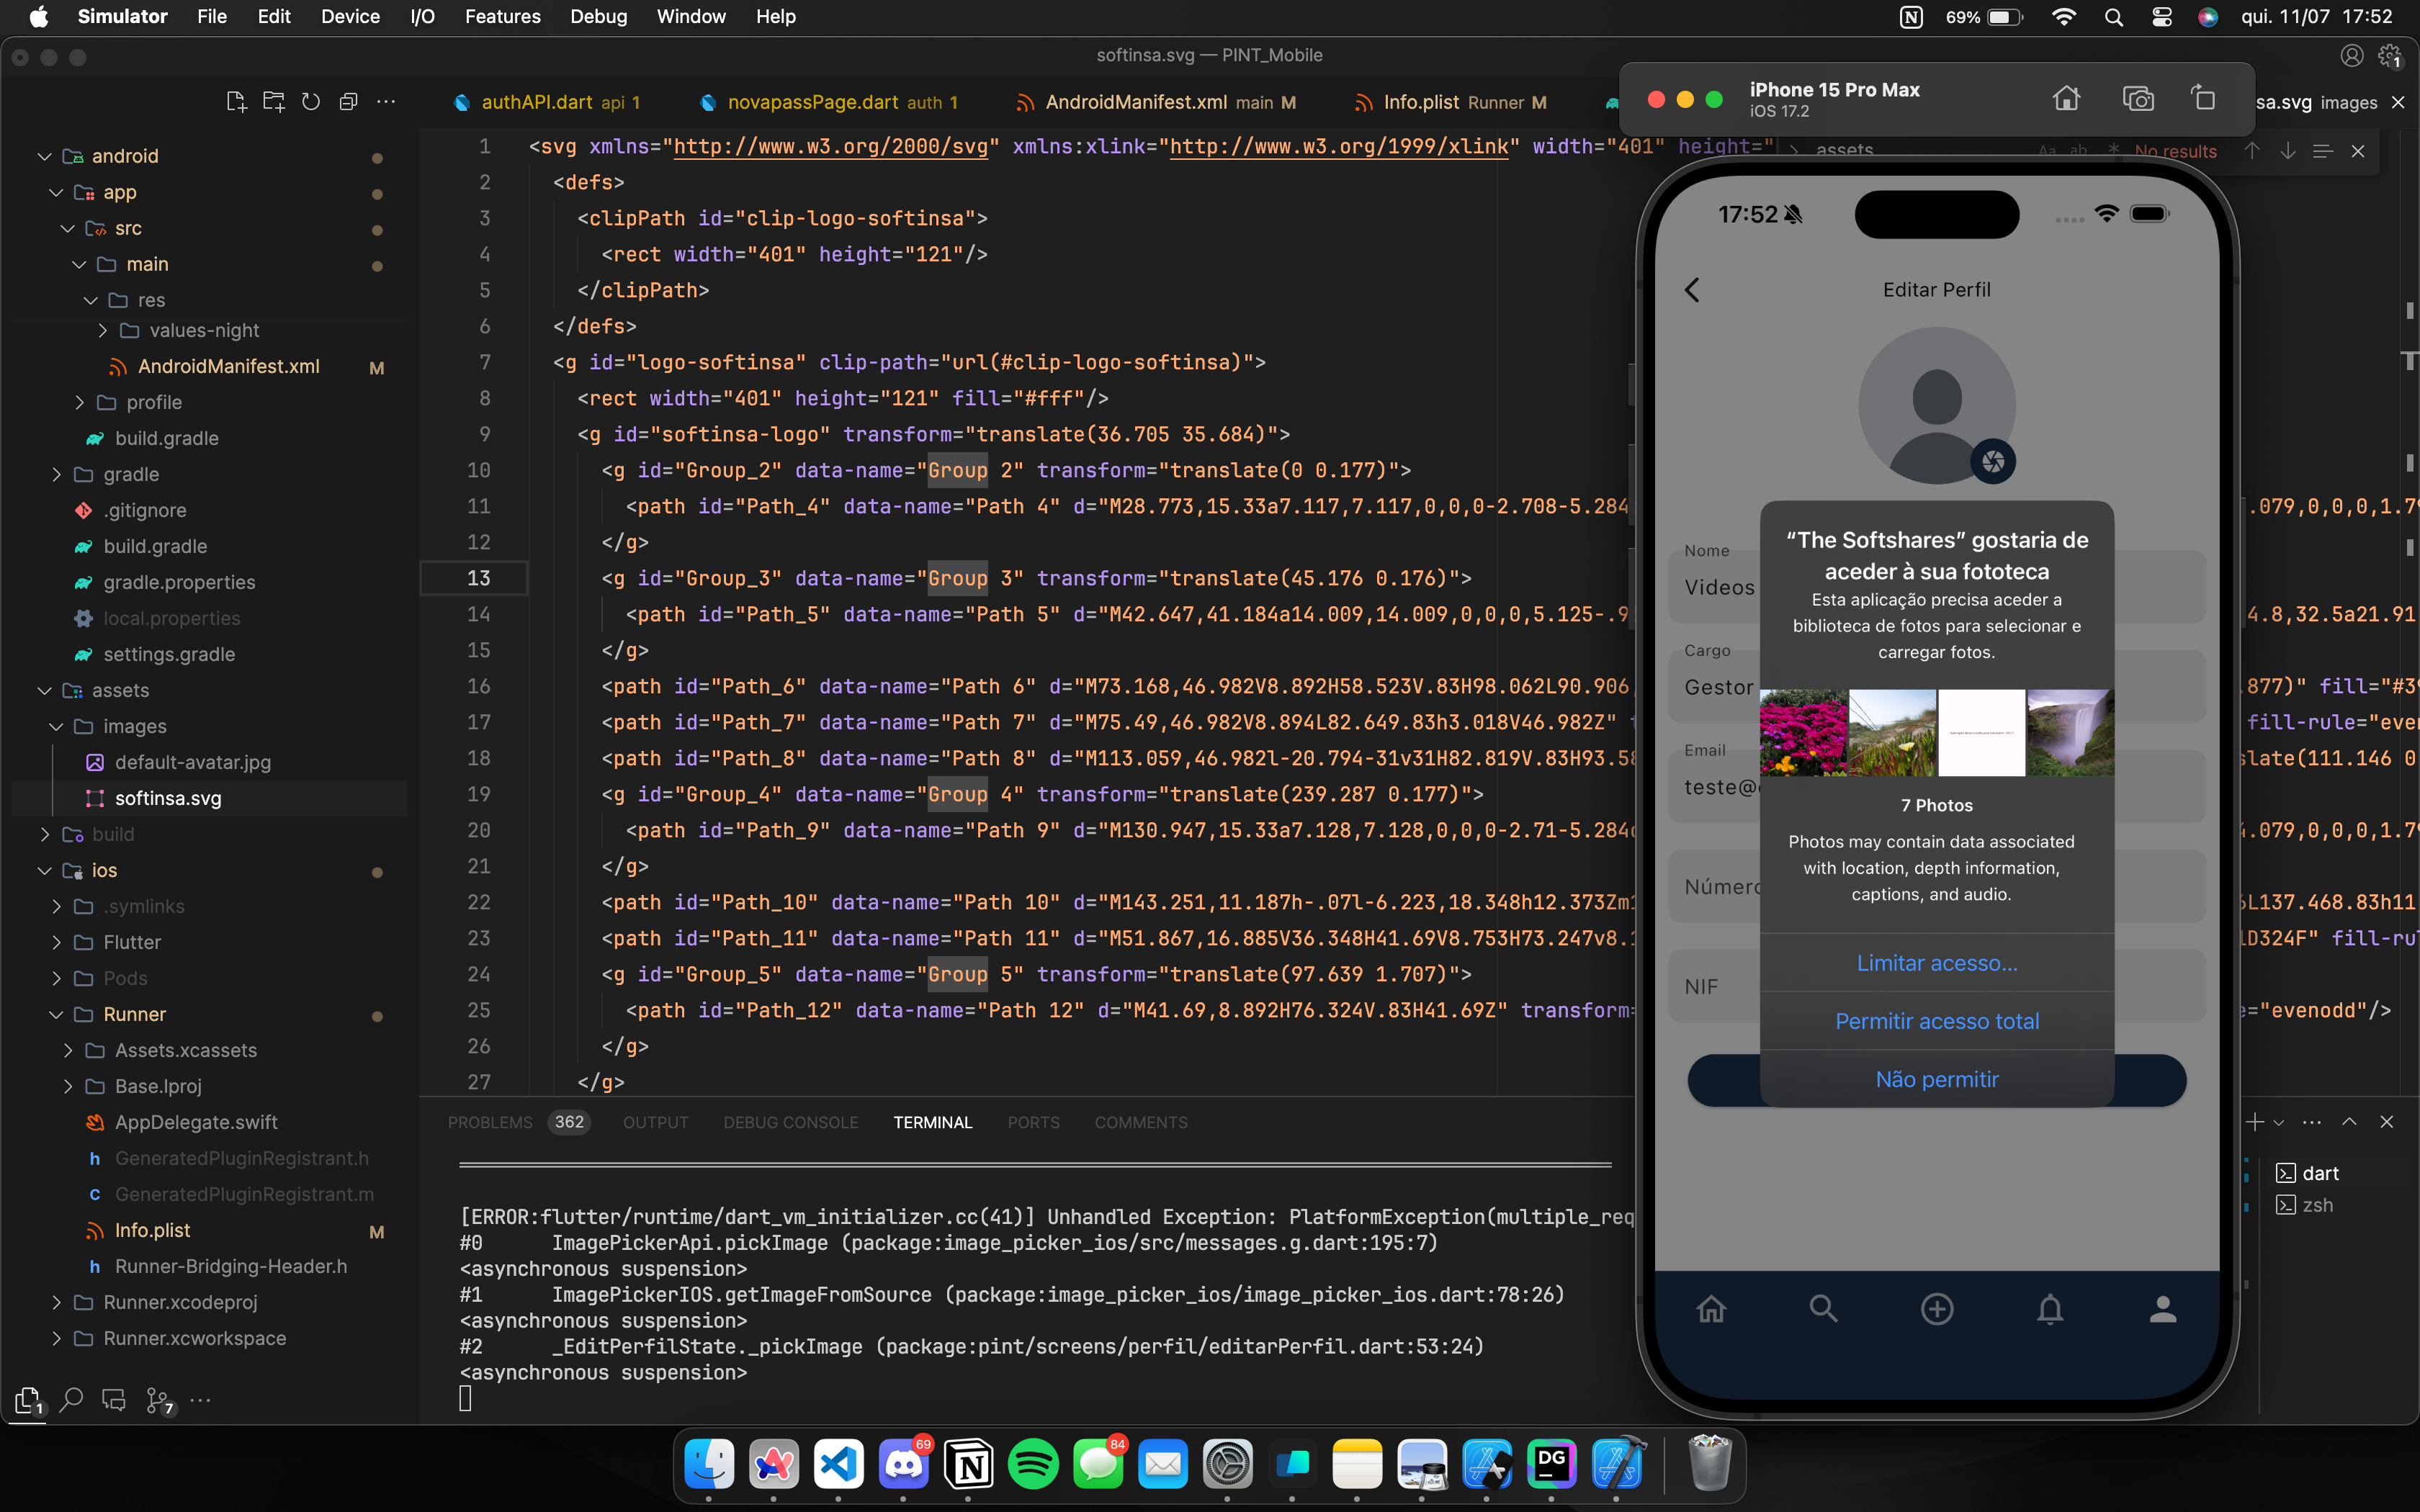 Simulator File Edit Device I/O Features Debug Window Help
69% qui. 11/07 17:52
softinsa.svg — PINT_Mobile
1
authAPI.dart api 1
novapassPage.dart auth 1
AndroidManifest.xml main M
Info.plist Runner M
sa.svg images
iPhone 15 Pro Max
iOS 17.2
assets
No results
android
app
src
main
res
values-night
AndroidManifest.xml M
profile
build.gradle
gradle
.gitignore
build.gradle
gradle.properties
local.properties
settings.gradle
assets
images
default-avatar.jpg
softinsa.svg
build
ios
.symlinks
Flutter
Pods
Runner
Assets.xcassets
Base.lproj
AppDelegate.swift
h GeneratedPluginRegistrant.h
C GeneratedPluginRegistrant.m
Info.plist M
h Runner-Bridging-Header.h
Runner.xcodeproj
Runner.xcworkspace
1 7
1 <svg xmlns="http://www.w3.org/2000/svg" xmlns:xlink="http://www.w3.org/1999/xlink" width="401" height="
2 <defs>
3 <clipPath id="clip-logo-softinsa">
4 <rect width="401" height="121"/>
5 </clipPath>
6 </defs>
7 <g id="logo-softinsa" clip-path="url(#clip-logo-softinsa)">
8 <rect width="401" height="121" fill="#fff"/>
9 <g id="softinsa-logo" transform="translate(36.705 35.684)">
10 <g id="Group_2" data-name="Group 2" transform="translate(0 0.177)">
11 <path id="Path_4" data-name="Path 4" d="M28.773,15.33a7.117,7.117,0,0,0-2.708-5.284 .079,0,0,0,1.79
12 </g>
13 <g id="Group_3" data-name="Group 3" transform="translate(45.176 0.176)">
14 <path id="Path_5" data-name="Path 5" d="M42.647,41.184a14.009,14.009,0,0,0,5.125-.9 4.8,32.5a21.91
15 </g>
16 <path id="Path_6" data-name="Path 6" d="M73.168,46.982V8.892H58.523V.83H98.062L90.906, .877)" fill="#39
17 <path id="Path_7" data-name="Path 7" d="M75.49,46.982V8.894L82.649.83h3.018V46.982Z" fill-rule="even
18 <path id="Path_8" data-name="Path 8" d="M113.059,46.982l-20.794-31v31H82.819V.83H93.58 slate(111.146 0
19 <g id="Group_4" data-name="Group 4" transform="translate(239.287 0.177)">
20 <path id="Path_9" data-name="Path 9" d="M130.947,15.33a7.128,7.128,0,0,0-2.71-5.284 .079,0,0,0,1.79
21 </g>
22 <path id="Path_10" data-name="Path 10" d="M143.251,11.187h-.07l-6.223,18.348h12.373Zm L137.468.83h11
23 <path id="Path_11" data-name="Path 11" d="M51.867,16.885V36.348H41.69V8.753H73.247v8. 1D324F" fill-ru
24 <g id="Group_5" data-name="Group 5" transform="translate(97.639 1.707)">
25 <path id="Path_12" data-name="Path 12" d="M41.69,8.892H76.324V.83H41.69Z" transform= ="evenodd"/>
26 </g>
27 </g>
PROBLEMS 362 OUTPUT DEBUG CONSOLE TERMINAL PORTS COMMENTS
[ERROR:flutter/runtime/dart_vm_initializer.cc(41)] Unhandled Exception: PlatformException(multiple_req
#0 ImagePickerApi.pickImage (package:image_picker_ios/src/messages.g.dart:195:7)
<asynchronous suspension>
#1 ImagePickerIOS.getImageFromSource (package:image_picker_ios/image_picker_ios.dart:78:26)
<asynchronous suspension>
#2 _EditPerfilState._pickImage (package:pint/screens/perfil/editarPerfil.dart:53:24)
<asynchronous suspension>
dart
zsh
17:52
Editar Perfil
Nome
Videos
Cargo
Gestor
Email
teste@
Número
NIF
“The Softshares” gostaria de
aceder à sua fototeca
Esta aplicação precisa aceder a
biblioteca de fotos para selecionar e
carregar fotos.
7 Photos
Photos may contain data associated
with location, depth information,
captions, and audio.
Limitar acesso...
Permitir acesso total
Não permitir
69
84
DG